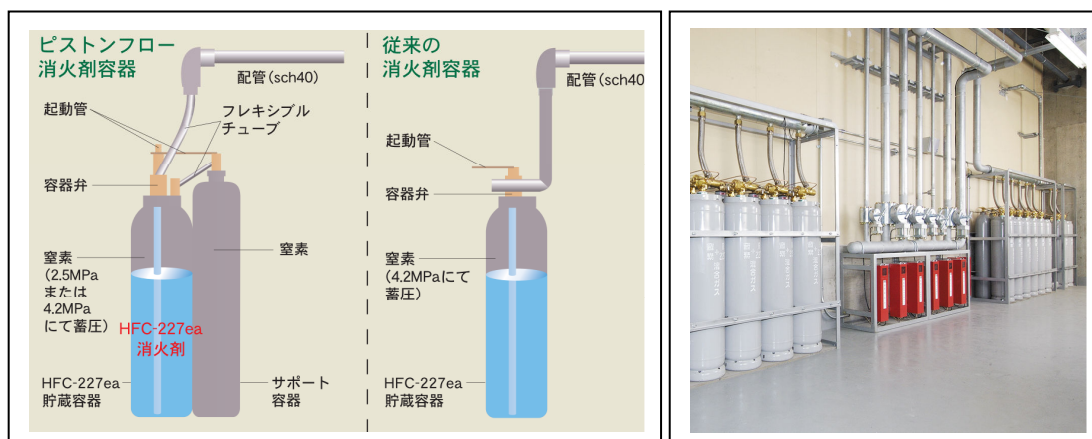 ピストンフロー
消火剤容器
配管(sch40)
起動管
フレキシブル
チューブ
容器弁
窒素
(2.5MPa
または
4.2MPa
にて蓄圧)
窒素
HFC-227ea
消火剤
HFC-227ea
貯蔵容器
サポート
容器
従来の
消火剤容器
配管(sch40)
起動管
容器弁
窒素
(4.2MPaにて
蓄圧)
HFC-227ea
貯蔵容器